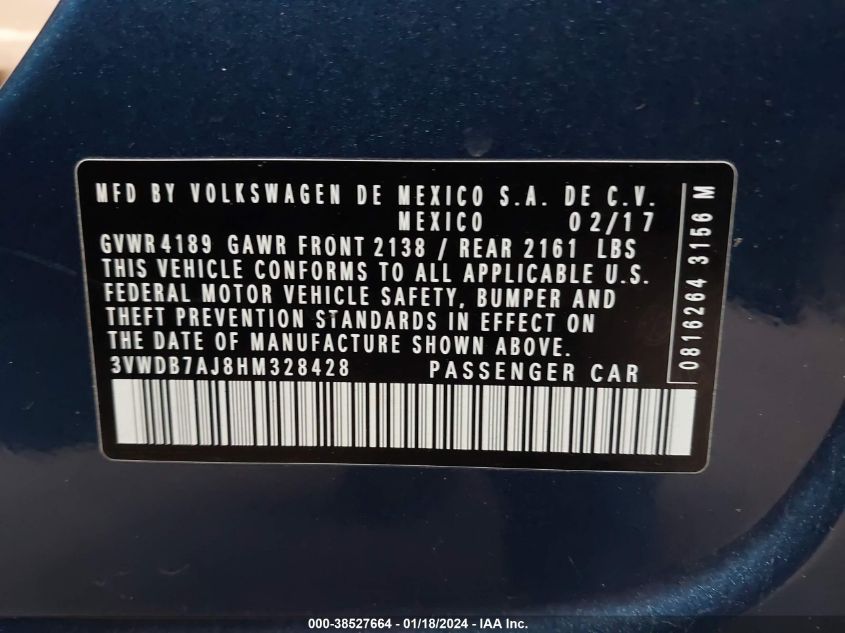 MFD BY VOLKSWAGEN DE MEXICO S.A. DE C.V.
MEXICO 02/17
GVWR 4189 GAWR FRONT 2138 / REAR 2161 LBS
THIS VEHICLE CONFORMS TO ALL APPLICABLE U.S.
FEDERAL MOTOR VEHICLE SAFETY, BUMPER AND
THEFT PREVENTION STANDARDS IN EFFECT ON
THE DATE OF MANUFACTURE SHOWN ABOVE.
3VWDB7AJ8HM328428 PASSENGER CAR
0816264 3156 M
000-38527664 - 01/18/2024 - IAA Inc.